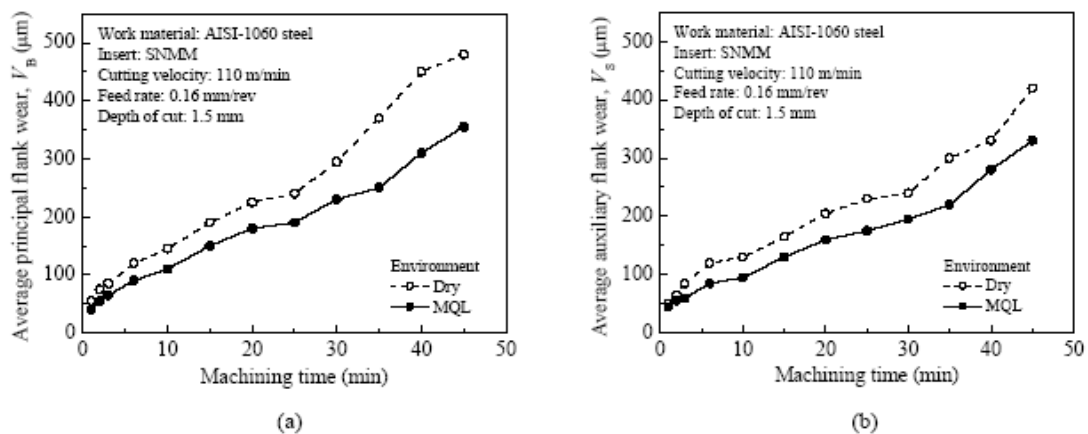 Work material: AISI-1060 steel
Insert: SNMM
Cutting velocity: 110 m/min
Feed rate: 0.16 mm/rev
Depth of cut: 1.5 mm
Average principal flank wear, VB (μm)
500
400
300
200
100
0
Environment
Dry
MQL
0 10 20 30 40 50
Machining time (min)
(a)
Work material: AISI-1060 steel
Insert: SNMM
Cutting velocity: 110 m/min
Feed rate: 0.16 mm/rev
Depth of cut: 1.5 mm
Average auxiliary flank wear, VS (μm)
500
400
300
200
100
0
Environment
Dry
MQL
0 10 20 30 40 50
Machining time (min)
(b)